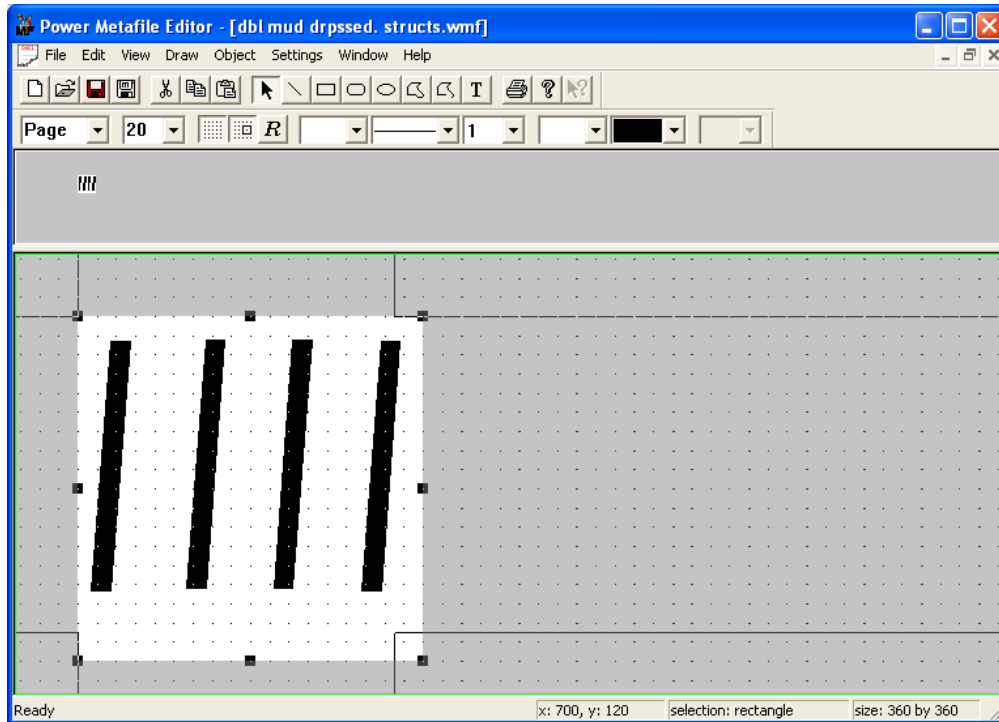 Power Metafile Editor - [dbl mud drpssed. structs.wmf]
File Edit View Draw Object Settings Window Help
T ? ?
Page 20 R 1
Ready x: 700, y: 120 selection: rectangle size: 360 by 360